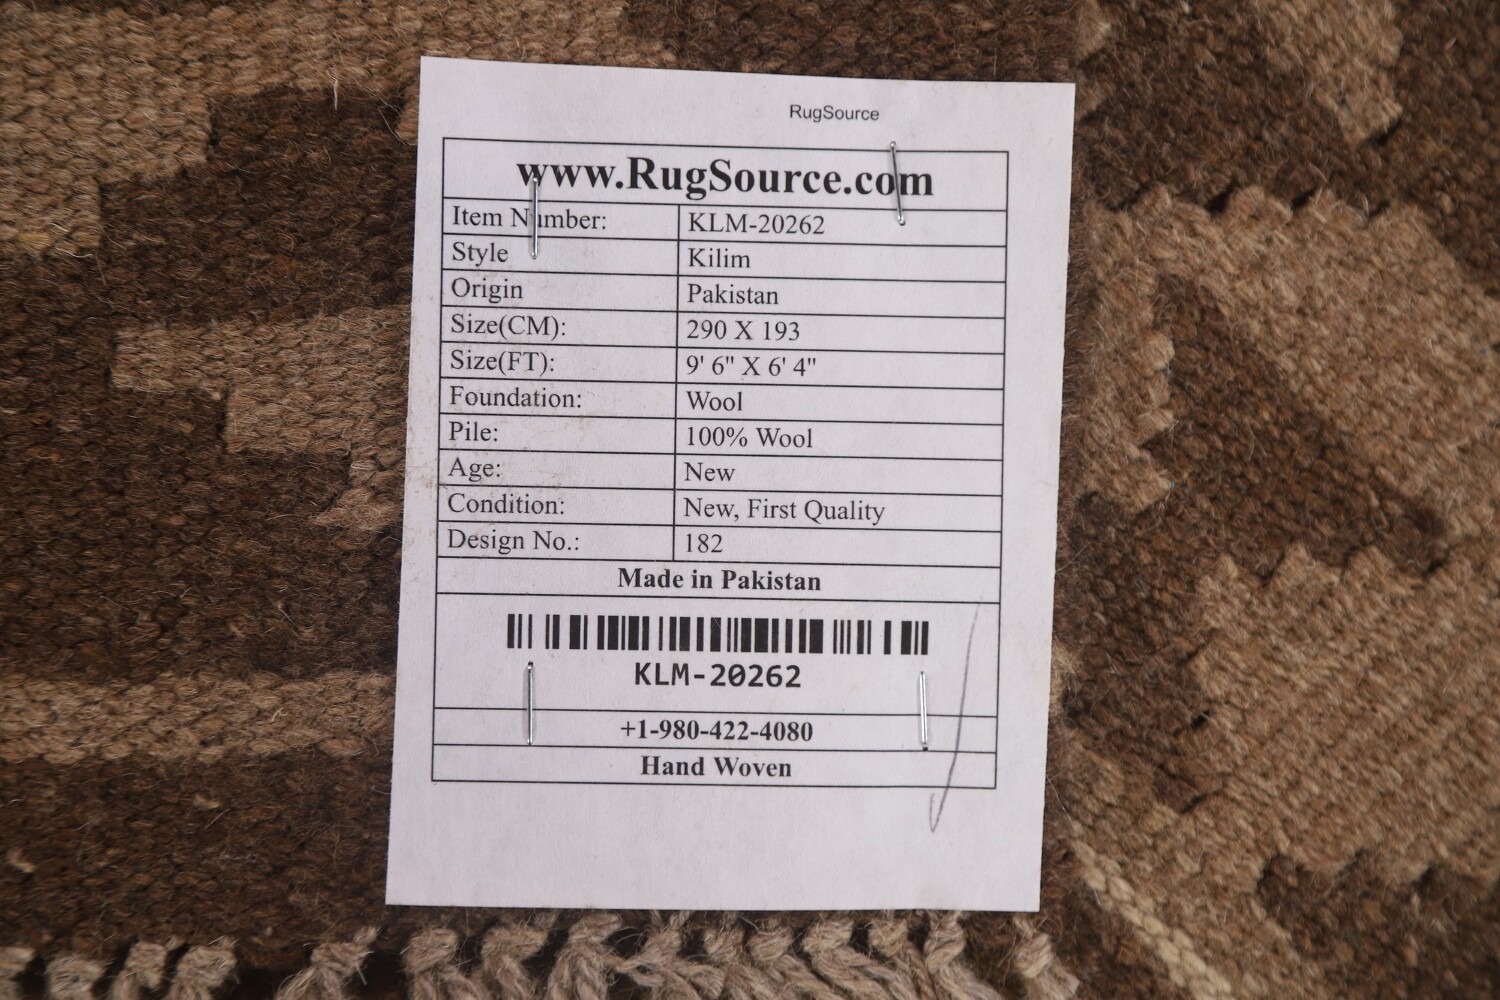 RugSource
www.RugSource.com
Item Number: KLM-20262
Style Kilim
Origin Pakistan
Size(CM): 290 X 193
Size(FT): 9' 6" X 6' 4"
Foundation: Wool
Pile: 100% Wool
Age: New
Condition: New, First Quality
Design No.: 182
Made in Pakistan
KLM-20262
+1-980-422-4080
Hand Woven